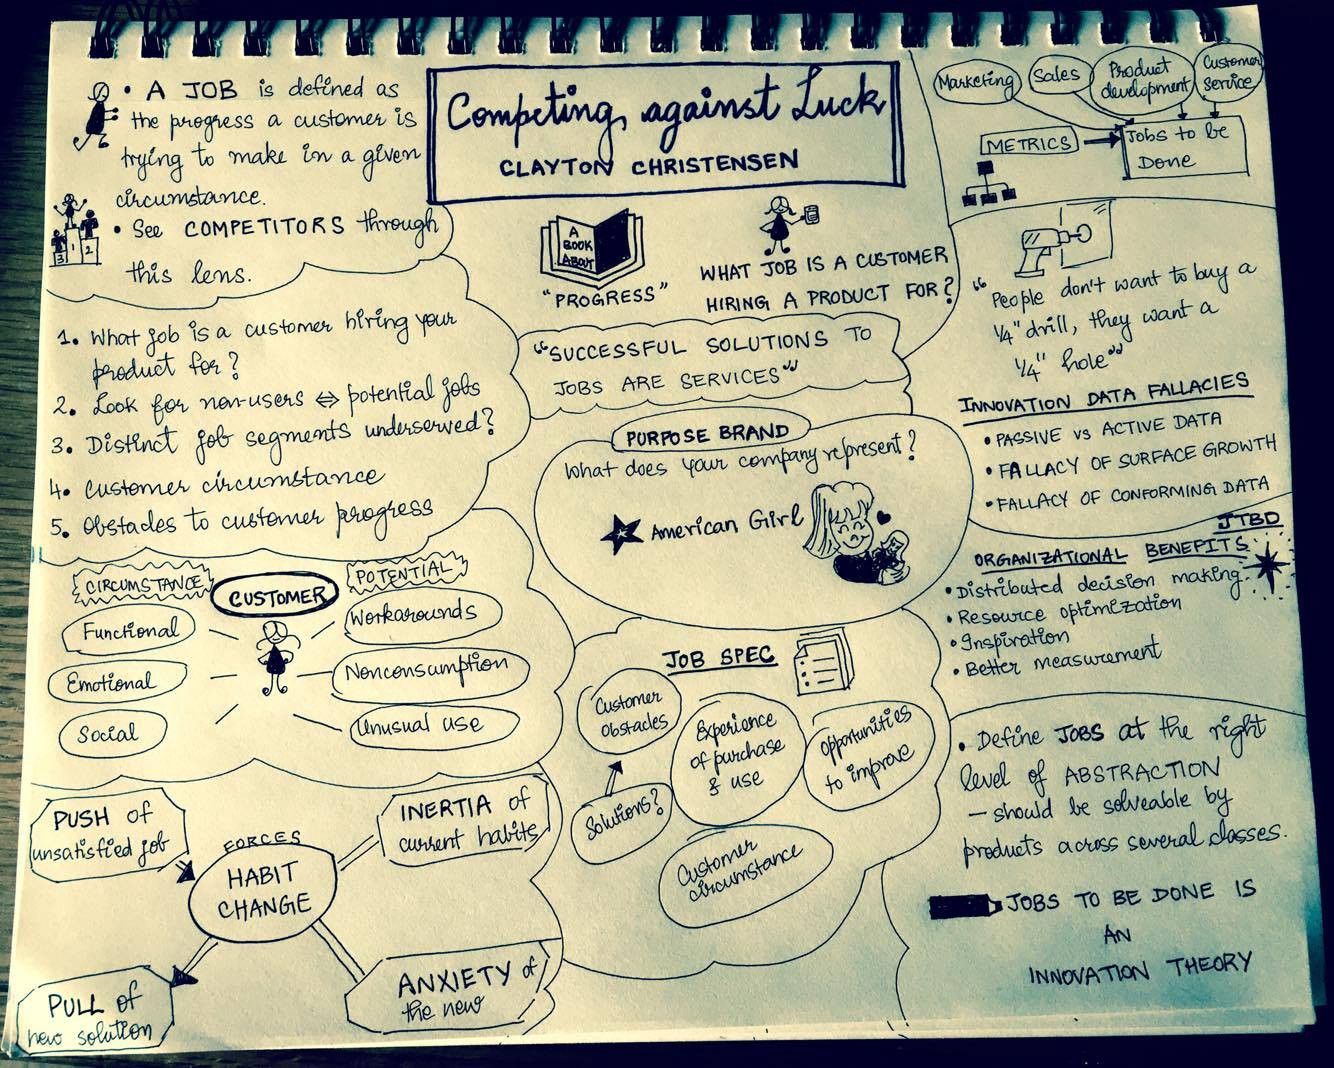 Competing against Luck
CLAYTON CHRISTENSEN
• A JOB is defined as
the progress a customer is
trying to make in a given
circumstance.
• See COMPETITORS through
this lens.
1
2
3
A
BOOK
ABOUT
"PROGRESS"
WHAT JOB IS A CUSTOMER
HIRING A PRODUCT FOR?
Marketing
Sales
Product
development
Customer
service
METRICS
Jobs to be
Done
"People don't want to buy a
1/4" drill, they want a
1/4" hole"
INNOVATION DATA FALLACIES
• PASSIVE vs ACTIVE DATA
• FALLACY OF SURFACE GROWTH
• FALLACY OF CONFORMING DATA
1. What job is a customer hiring your
product for?
2. Look for non-users ⇔ potential jobs
3. Distinct job segments underserved?
4. Customer circumstance
5. Obstacles to customer progress
"SUCCESSFUL SOLUTIONS TO
JOBS ARE SERVICES"
PURPOSE BRAND
What does your company represent?
★ American Girl
JTBD
ORGANIZATIONAL BENEFITS
• Distributed decision making
• Resource optimization
• Inspiration
• Better measurement
CIRCUMSTANCE
CUSTOMER
POTENTIAL
Functional
Emotional
Social
Workarounds
Nonconsumption
Unusual use
JOB SPEC
Customer
obstacles
Experience
of purchase
& use
Opportunities
to improve
Solutions?
Customer
circumstance
• Define JOBS at the right
level of ABSTRACTION
— should be solveable by
products across several classes.
JOBS TO BE DONE IS
AN
INNOVATION THEORY
PUSH of
unsatisfied job
INERTIA of
current habits
FORCES
HABIT
CHANGE
PULL of
new solution
ANXIETY of
the new